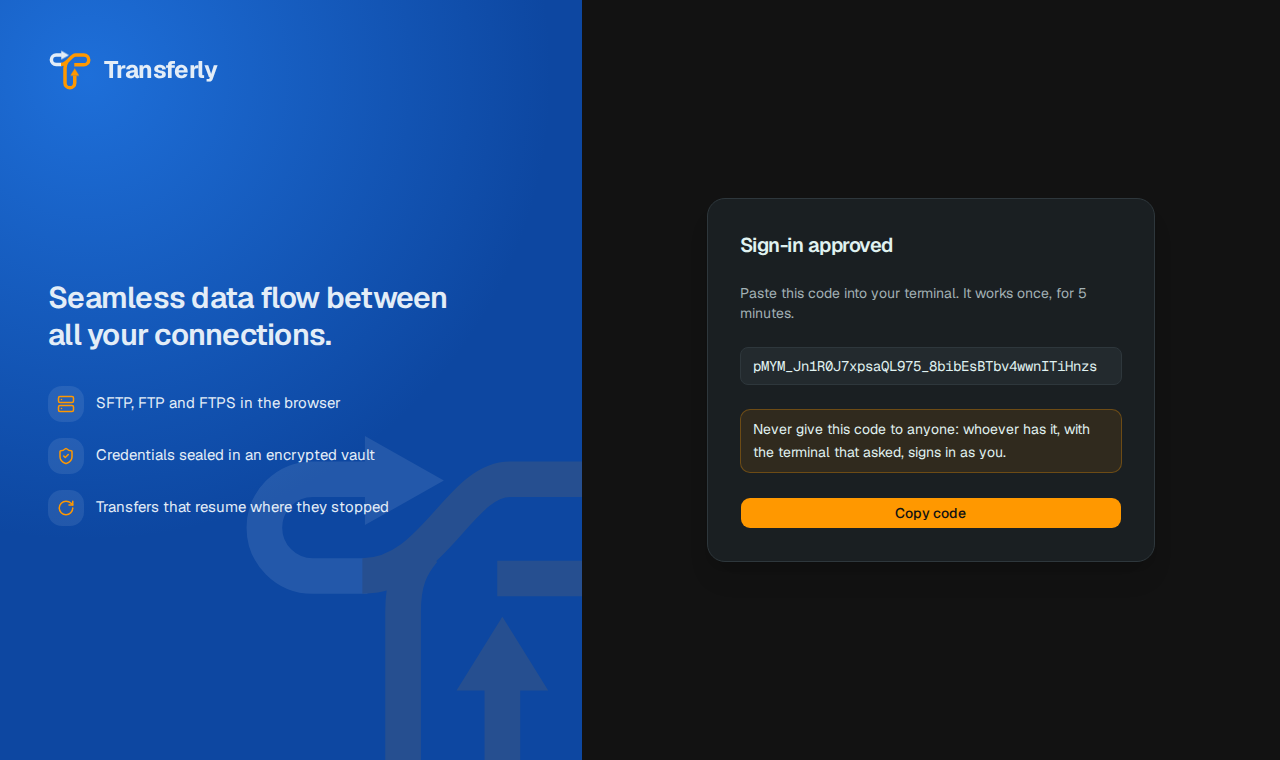 Transferly
Seamless data flow between
all your connections.
SFTP, FTP and FTPS in the browser
Credentials sealed in an encrypted vault
Transfers that resume where they stopped
Sign-in approved
Paste this code into your terminal. It works once, for 5
minutes.
pMYM_Jn1R0J7xpsaQL975_8bibEsBTbv4wwnITiHnzs
Never give this code to anyone: whoever has it, with
the terminal that asked, signs in as you.
Copy code